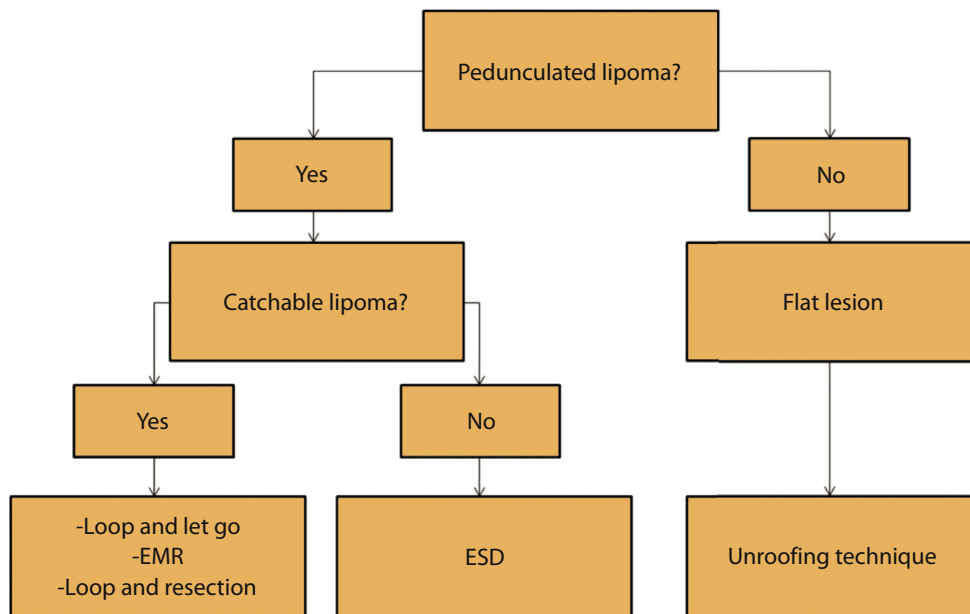 Pedunculated lipoma?
Yes
No
Catchable lipoma?
Flat lesion
Yes
No
-Loop and let go
-EMR
-Loop and resection
ESD
Unroofing technique